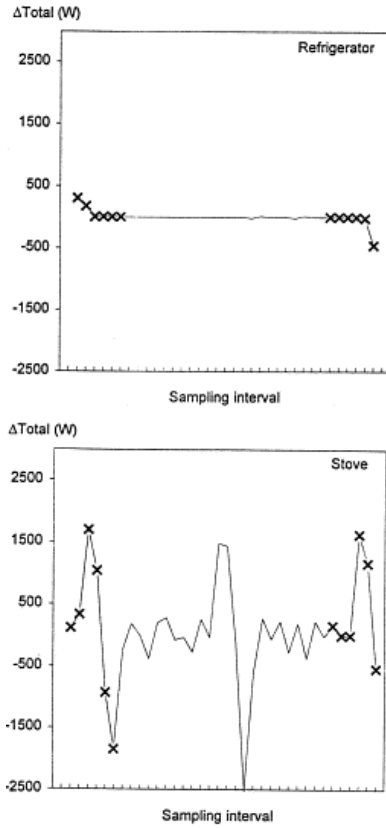 ΔTotal (W)
Refrigerator
2500
1500
500
-500
-1500
-2500
Sampling interval
ΔTotal (W)
Stove
2500
1500
500
-500
-1500
-2500
Sampling interval